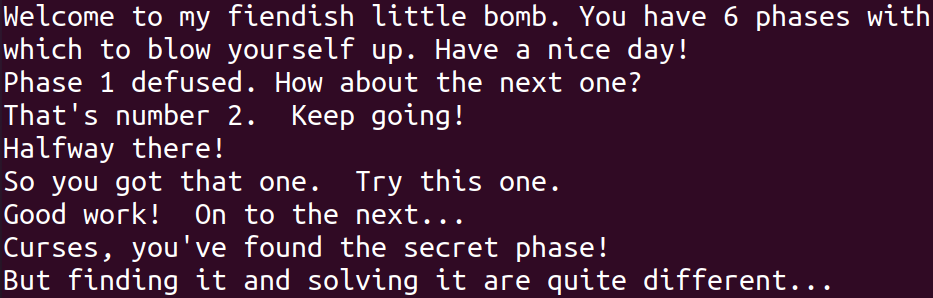 Welcome to my fiendish little bomb. You have 6 phases with
which to blow yourself up. Have a nice day!
Phase 1 defused. How about the next one?
That's number 2.  Keep going!
Halfway there!
So you got that one.  Try this one.
Good work!  On to the next...
Curses, you've found the secret phase!
But finding it and solving it are quite different...